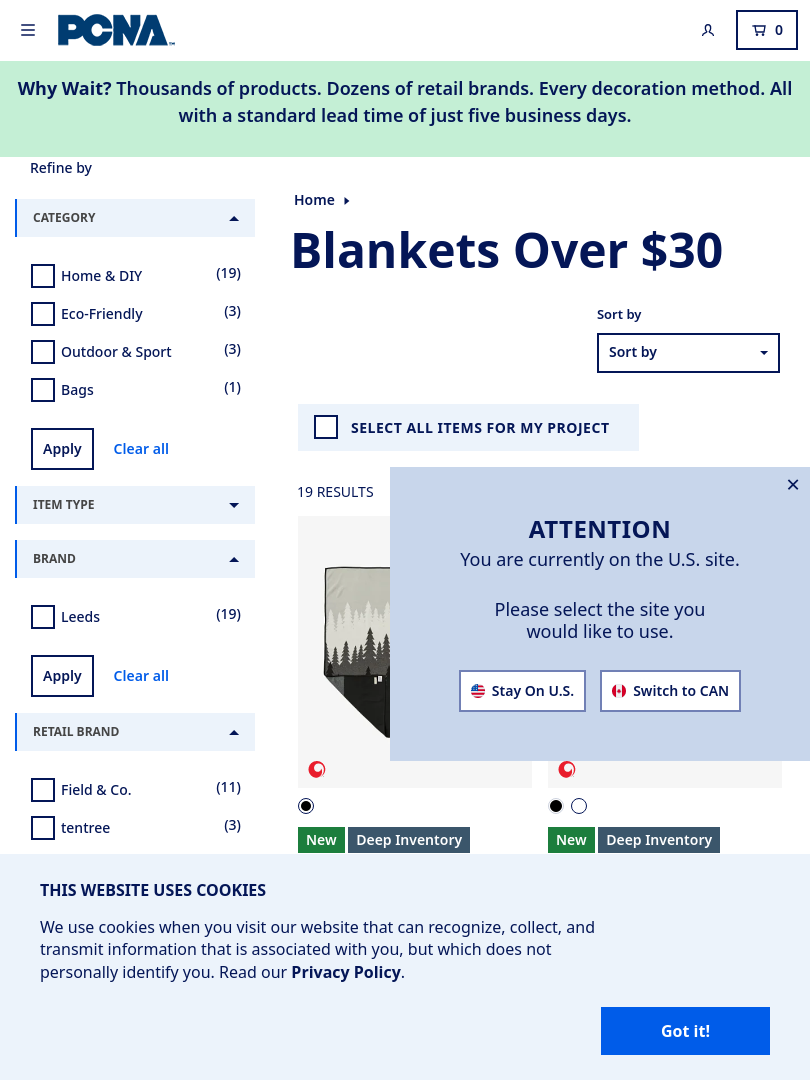 PCNA
0
Why Wait? Thousands of products. Dozens of retail brands. Every decoration method. All
with a standard lead time of just five business days.
Refine by
CATEGORY
Home & DIY (19)
Eco-Friendly (3)
Outdoor & Sport (3)
Bags (1)
Apply Clear all
ITEM TYPE
BRAND
Leeds (19)
Apply Clear all
RETAIL BRAND
Field & Co. (11)
tentree (3)
Home
Blankets Over $30
Sort by
Sort by
SELECT ALL ITEMS FOR MY PROJECT
19 RESULTS
ATTENTION
You are currently on the U.S. site.
Please select the site you
would like to use.
Stay On U.S. Switch to CAN
New Deep Inventory
New Deep Inventory
THIS WEBSITE USES COOKIES
We use cookies when you visit our website that can recognize, collect, and
transmit information that is associated with you, but which does not
personally identify you. Read our Privacy Policy.
Got it!